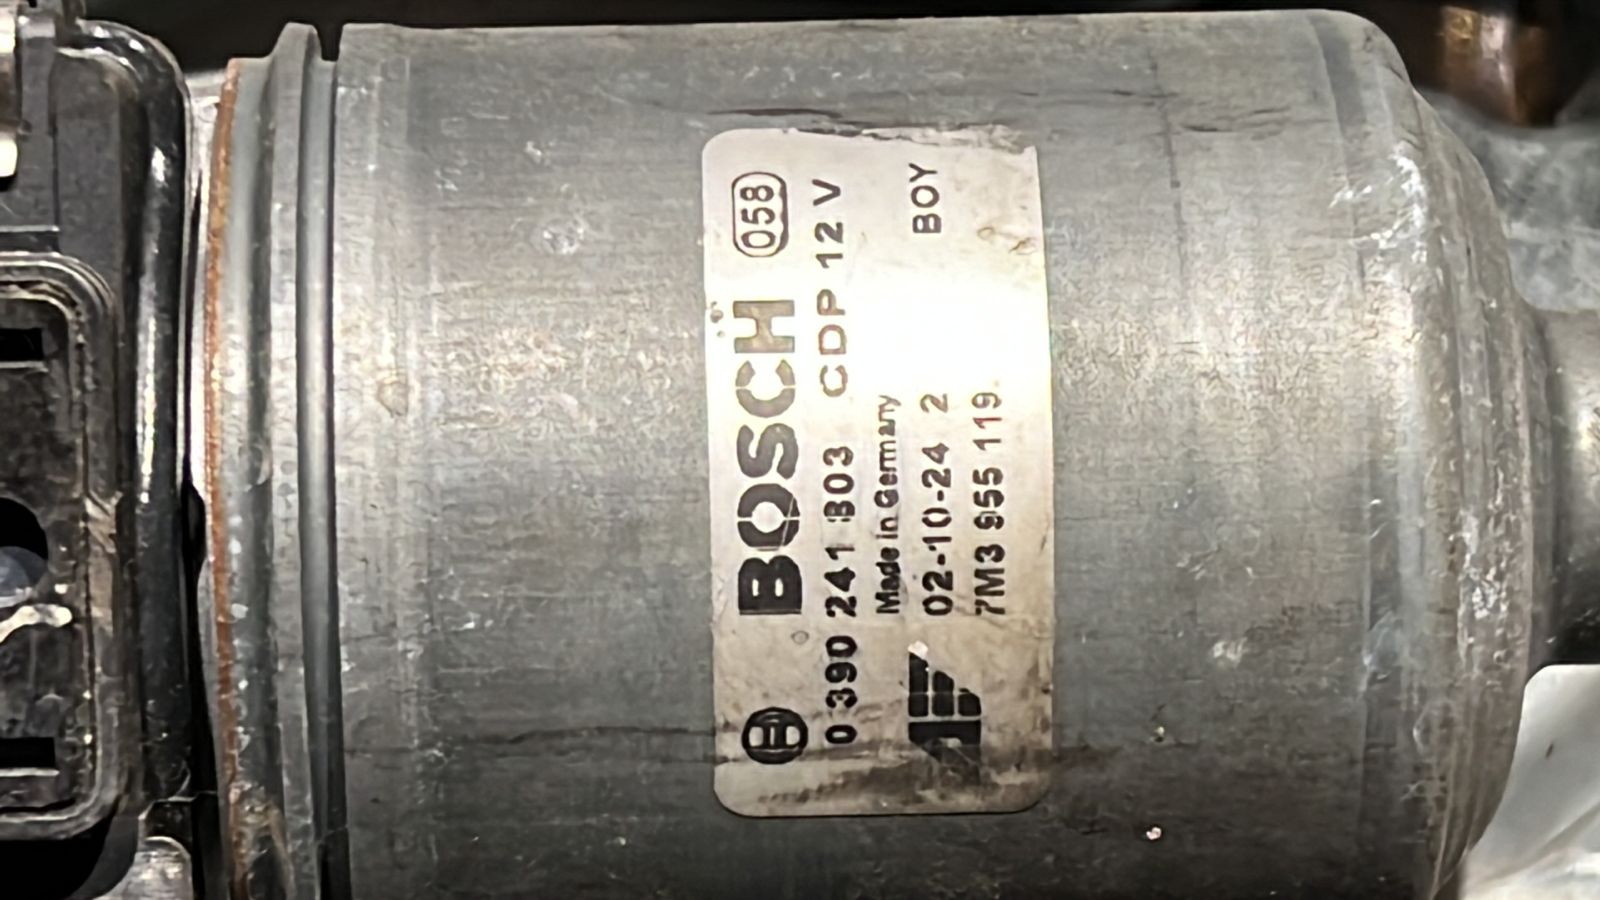 BOSCH 058
0 390 241 803 CDP 12 V
Made in Germany
02-10-24 2 BOY
7M3 955 119